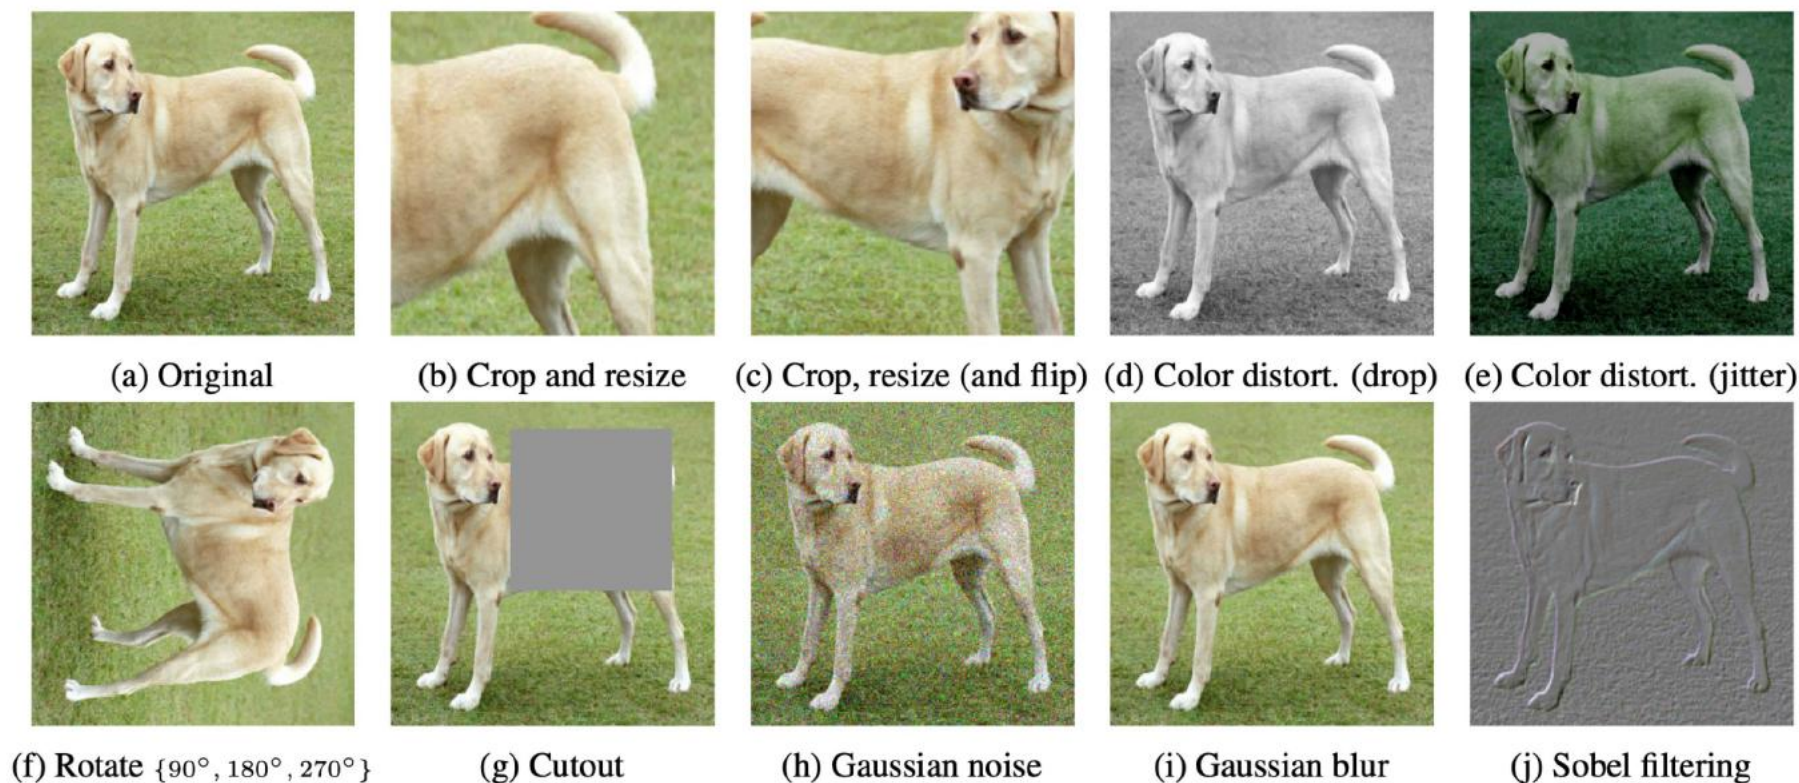 (a) Original
(b) Crop and resize
(c) Crop, resize (and flip)
(d) Color distort. (drop)
(e) Color distort. (jitter)
(f) Rotate {90°, 180°, 270°}
(g) Cutout
(h) Gaussian noise
(i) Gaussian blur
(j) Sobel filtering